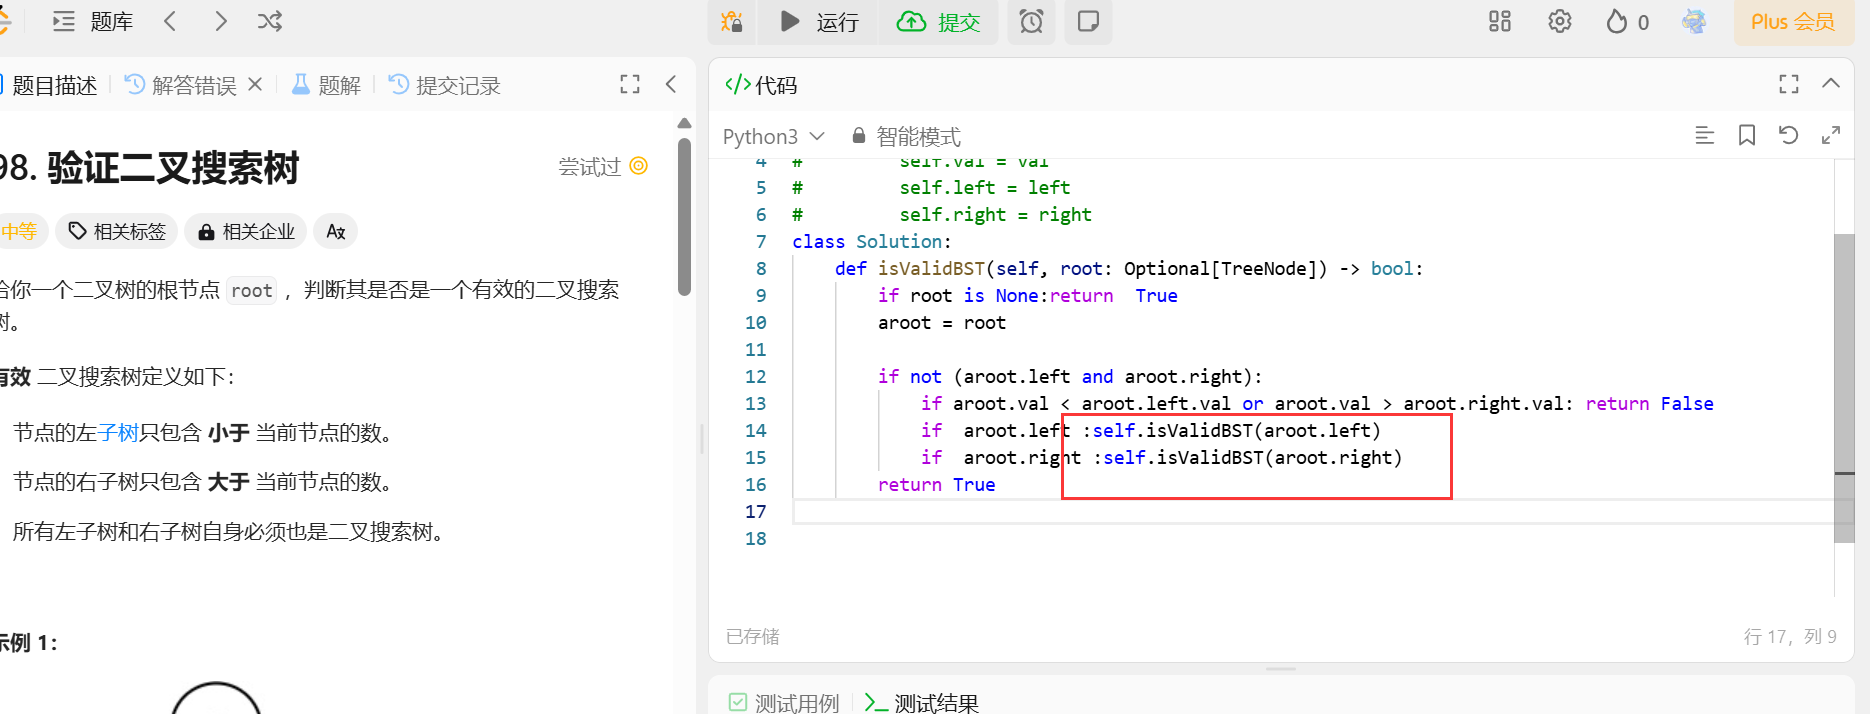 题库
运行
提交
0
Plus 会员
题目描述
解答错误
题解
提交记录
98. 验证二叉搜索树
尝试过
中等
相关标签
相关企业
给你一个二叉树的根节点 root ，判断其是否是一个有效的二叉搜索
树。
有效 二叉搜索树定义如下：
节点的左子树只包含 小于 当前节点的数。
节点的右子树只包含 大于 当前节点的数。
所有左子树和右子树自身必须也是二叉搜索树。
示例 1：
</>代码
Python3
智能模式
4 #         self.val = val
5 #         self.left = left
6 #         self.right = right
7 class Solution:
8     def isValidBST(self, root: Optional[TreeNode]) -> bool:
9         if root is None:return  True
10         aroot = root
11
12         if not (aroot.left and aroot.right):
13             if aroot.val < aroot.left.val or aroot.val > aroot.right.val: return False
14             if  aroot.left :self.isValidBST(aroot.left)
15             if  aroot.right :self.isValidBST(aroot.right)
16         return True
17
18
已存储
行 17，列 9
测试用例
测试结果